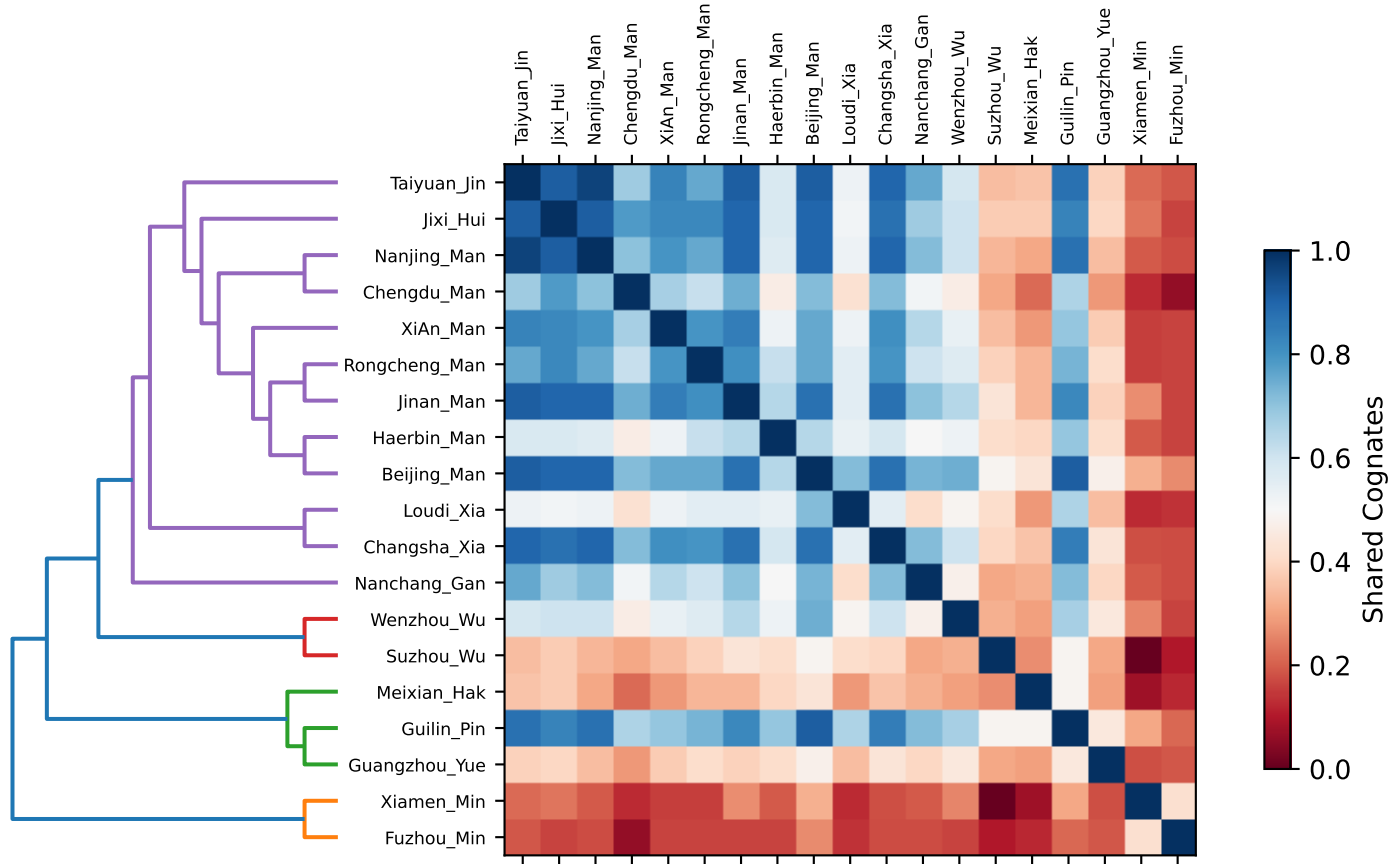 Taiyuan_Jin
Jixi_Hui
Nanjing_Man
Chengdu_Man
XiAn_Man
Rongcheng_Man
Jinan_Man
Haerbin_Man
Beijing_Man
Loudi_Xia
Changsha_Xia
Nanchang_Gan
Wenzhou_Wu
Suzhou_Wu
Meixian_Hak
Guilin_Pin
Guangzhou_Yue
Xiamen_Min
Fuzhou_Min
Taiyuan_Jin
Jixi_Hui
Nanjing_Man
Chengdu_Man
XiAn_Man
Rongcheng_Man
Jinan_Man
Haerbin_Man
Beijing_Man
Loudi_Xia
Changsha_Xia
Nanchang_Gan
Wenzhou_Wu
Suzhou_Wu
Meixian_Hak
Guilin_Pin
Guangzhou_Yue
Xiamen_Min
Fuzhou_Min
1.0
0.8
0.6
0.4
0.2
0.0
Shared Cognates